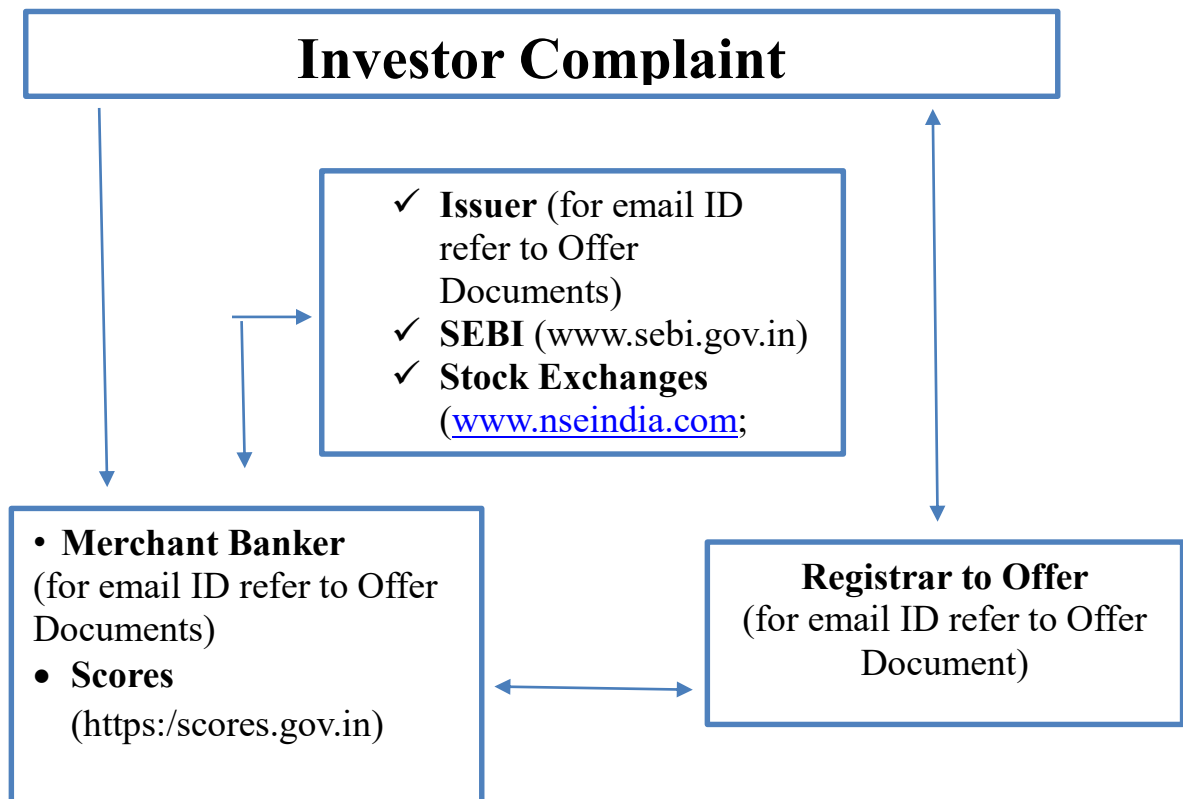 Investor Complaint
✓ Issuer (for email ID
refer to Offer
Documents)
✓ SEBI (www.sebi.gov.in)
✓ Stock Exchanges
(www.nseindia.com;
• Merchant Banker
(for email ID refer to Offer
Documents)
• Scores
(https:/scores.gov.in)
Registrar to Offer
(for email ID refer to Offer
Document)